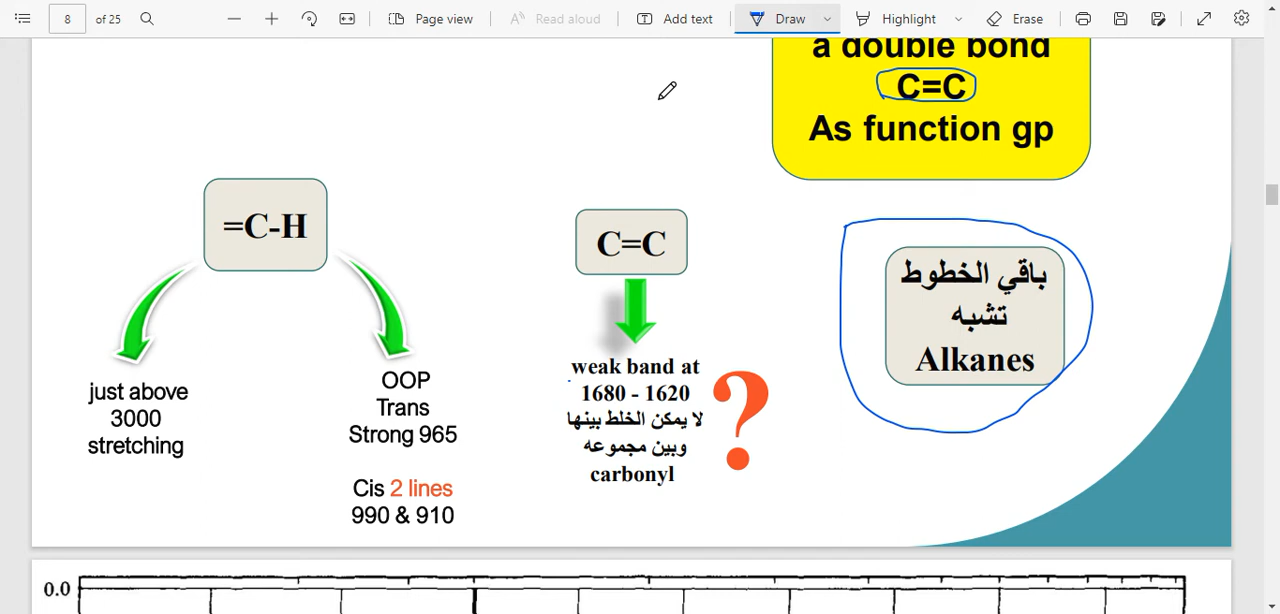 8
of 25
Page view
Read aloud
Add text
Draw
Highlight
Erase
a double bond
C=C
As function gp
=C-H
C=C
باقي الخطوط
تشبه
Alkanes
just above
3000
stretching
OOP
Trans
Strong 965
Cis 2 lines
990 & 910
weak band at
1680 - 1620
لا يمكن الخلط بينها
وبين مجموعه
carbonyl
?
0.0